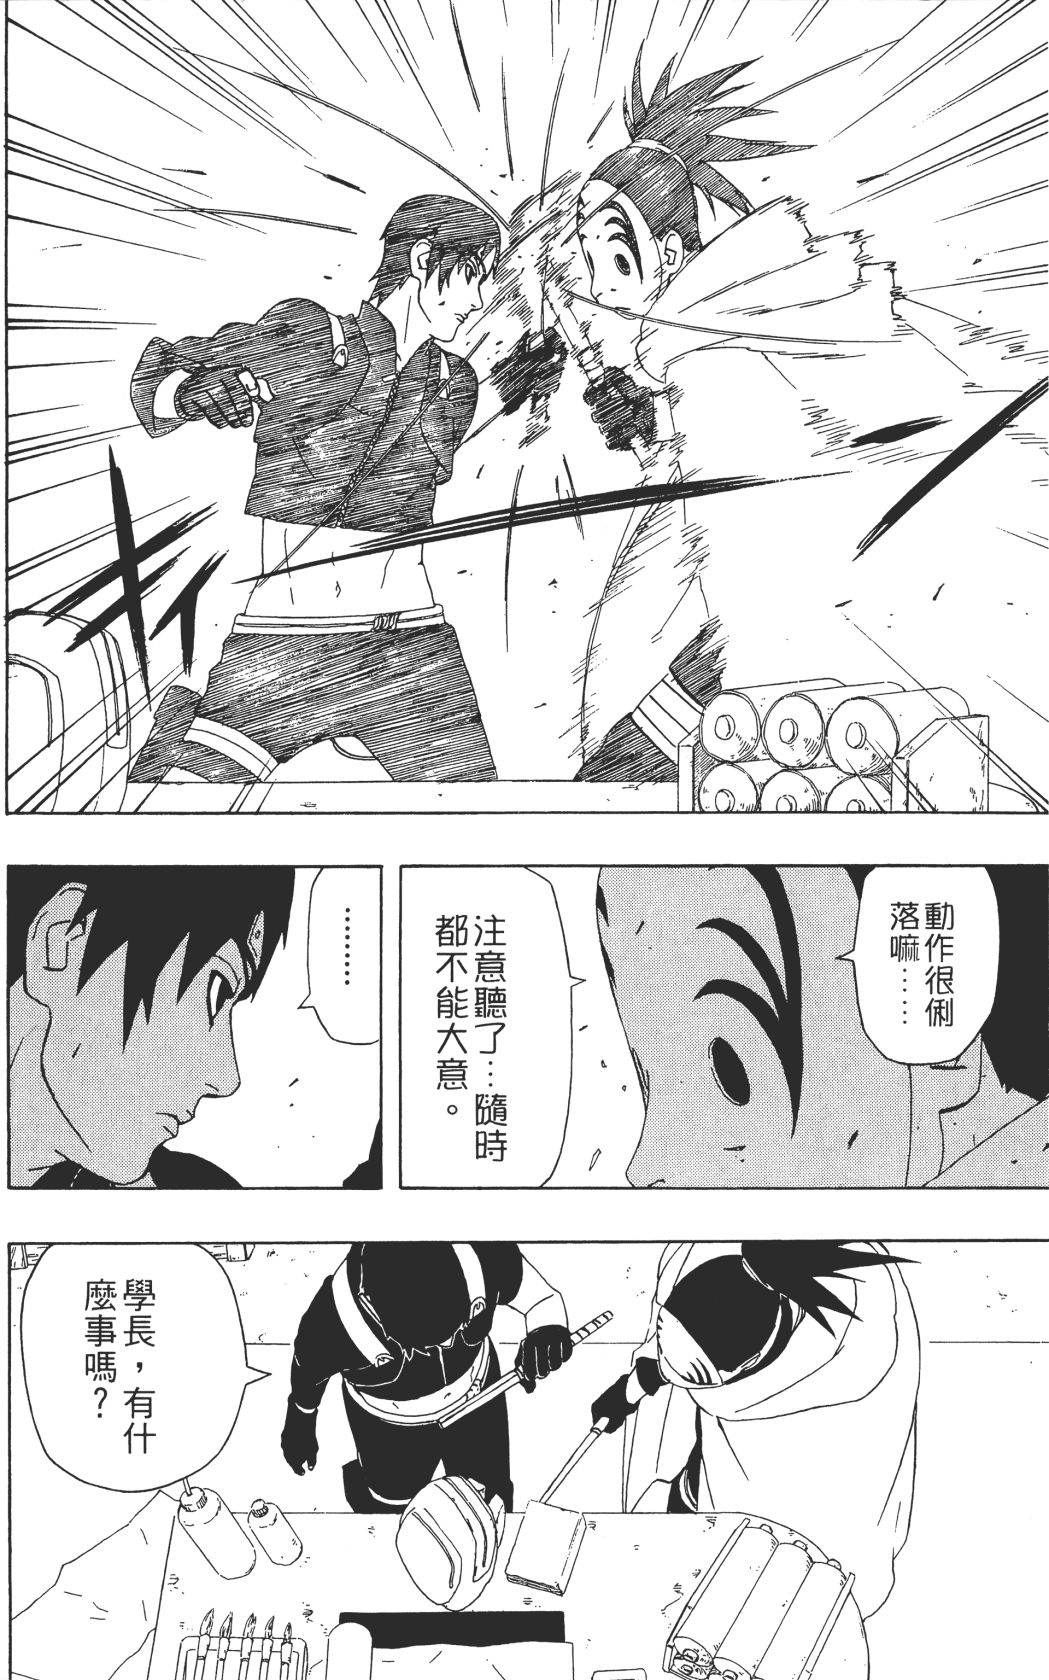 動作很俐
落嘛……
注意聽了…隨時
都不能大意。
………
學長，有什
麼事嗎？